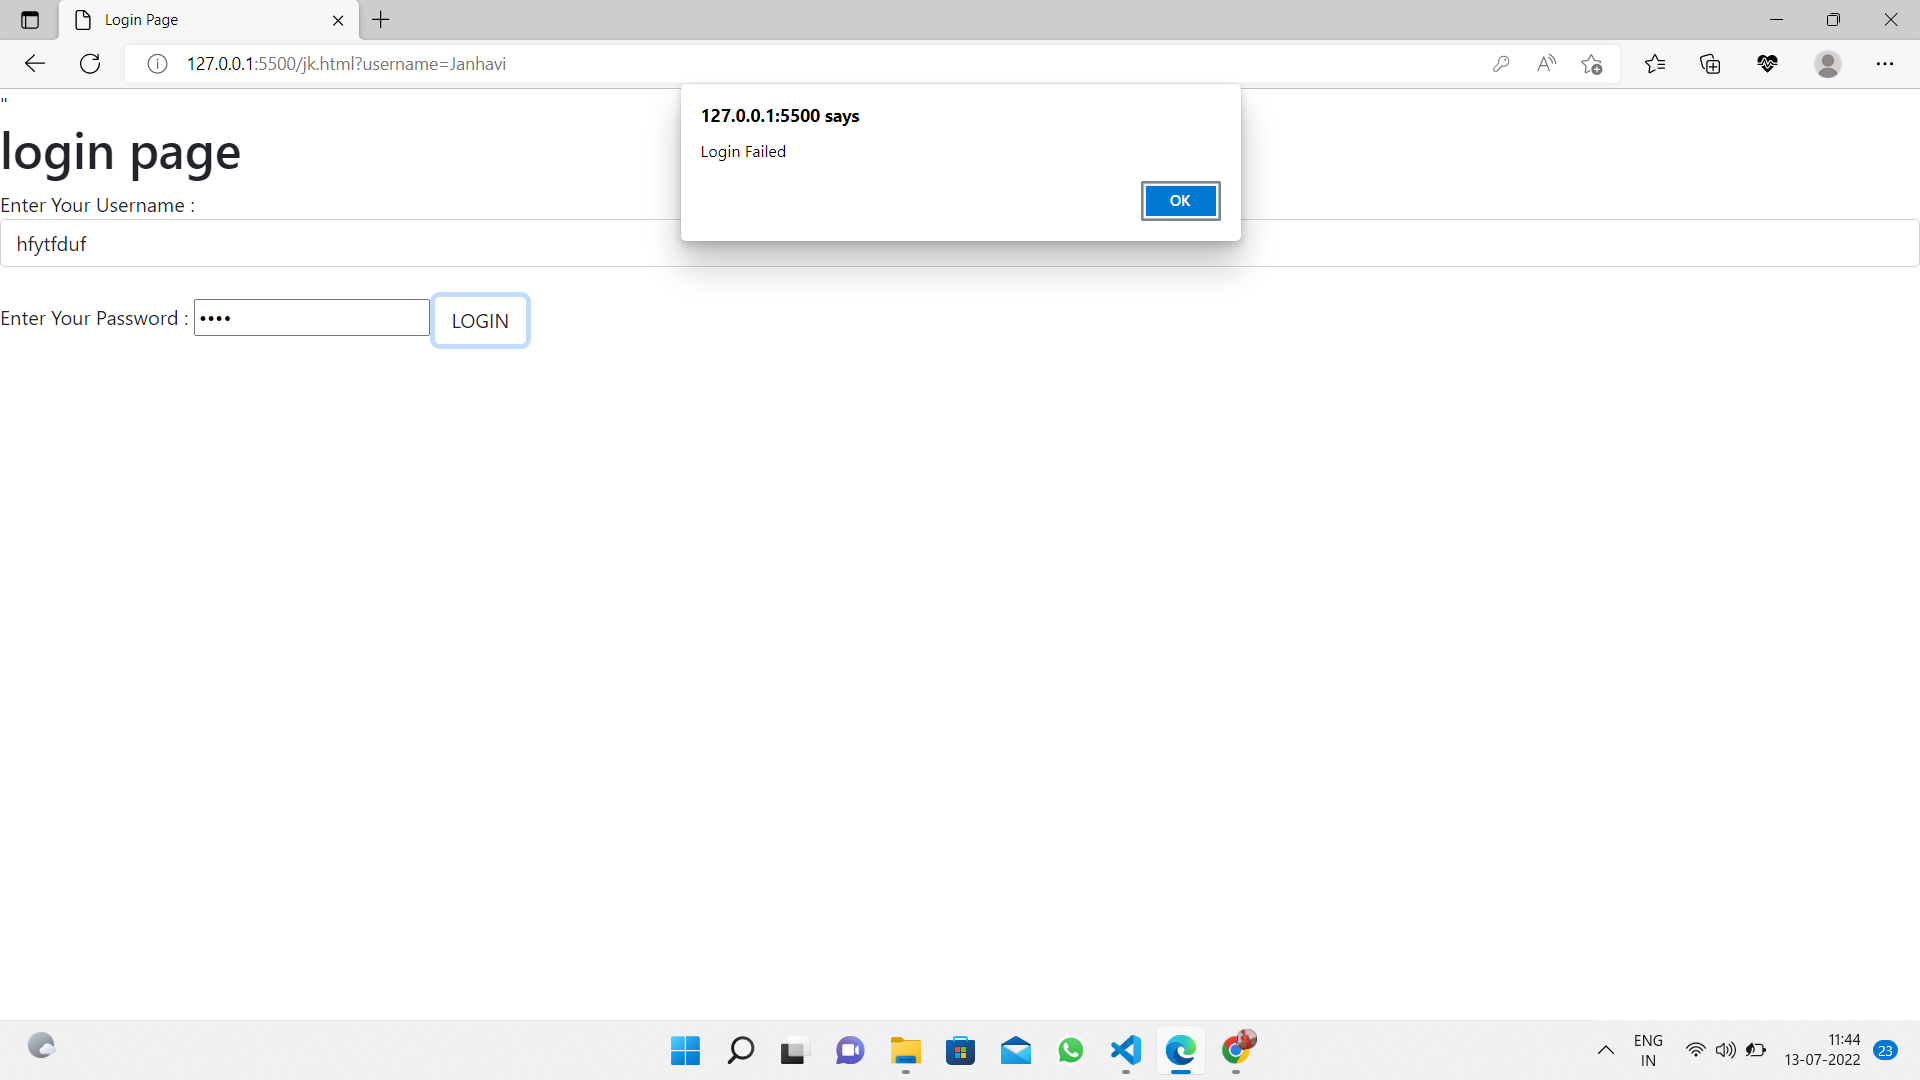 Login Page
127.0.0.1:5500/jk.html?username=Janhavi
"
127.0.0.1:5500 says
Login Failed
OK
login page
Enter Your Username :
hfytfduf
Enter Your Password : •••• LOGIN
ENG
IN
11:44
13-07-2022
23